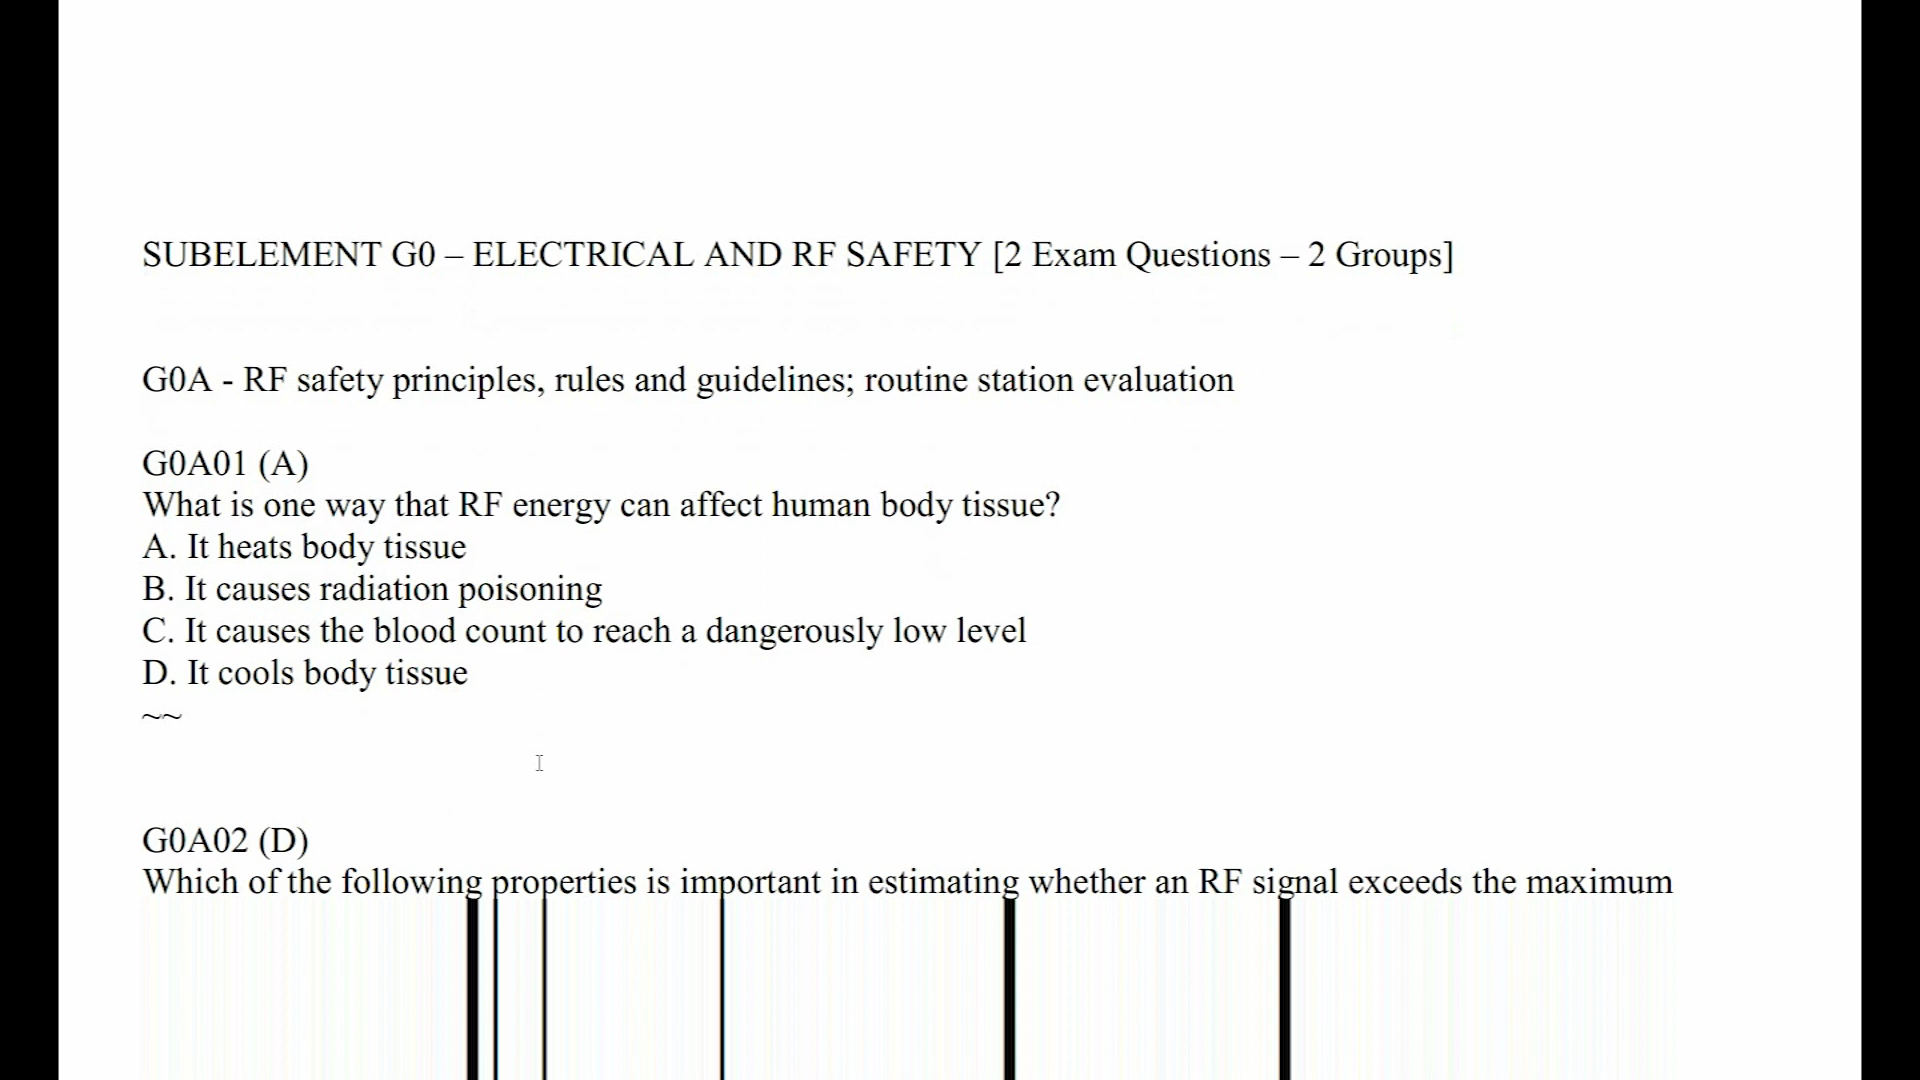 SUBELEMENT G0 – ELECTRICAL AND RF SAFETY [2 Exam Questions – 2 Groups]
G0A - RF safety principles, rules and guidelines; routine station evaluation
G0A01 (A)
What is one way that RF energy can affect human body tissue?
A. It heats body tissue
B. It causes radiation poisoning
C. It causes the blood count to reach a dangerously low level
D. It cools body tissue
~~
G0A02 (D)
Which of the following properties is important in estimating whether an RF signal exceeds the maximum